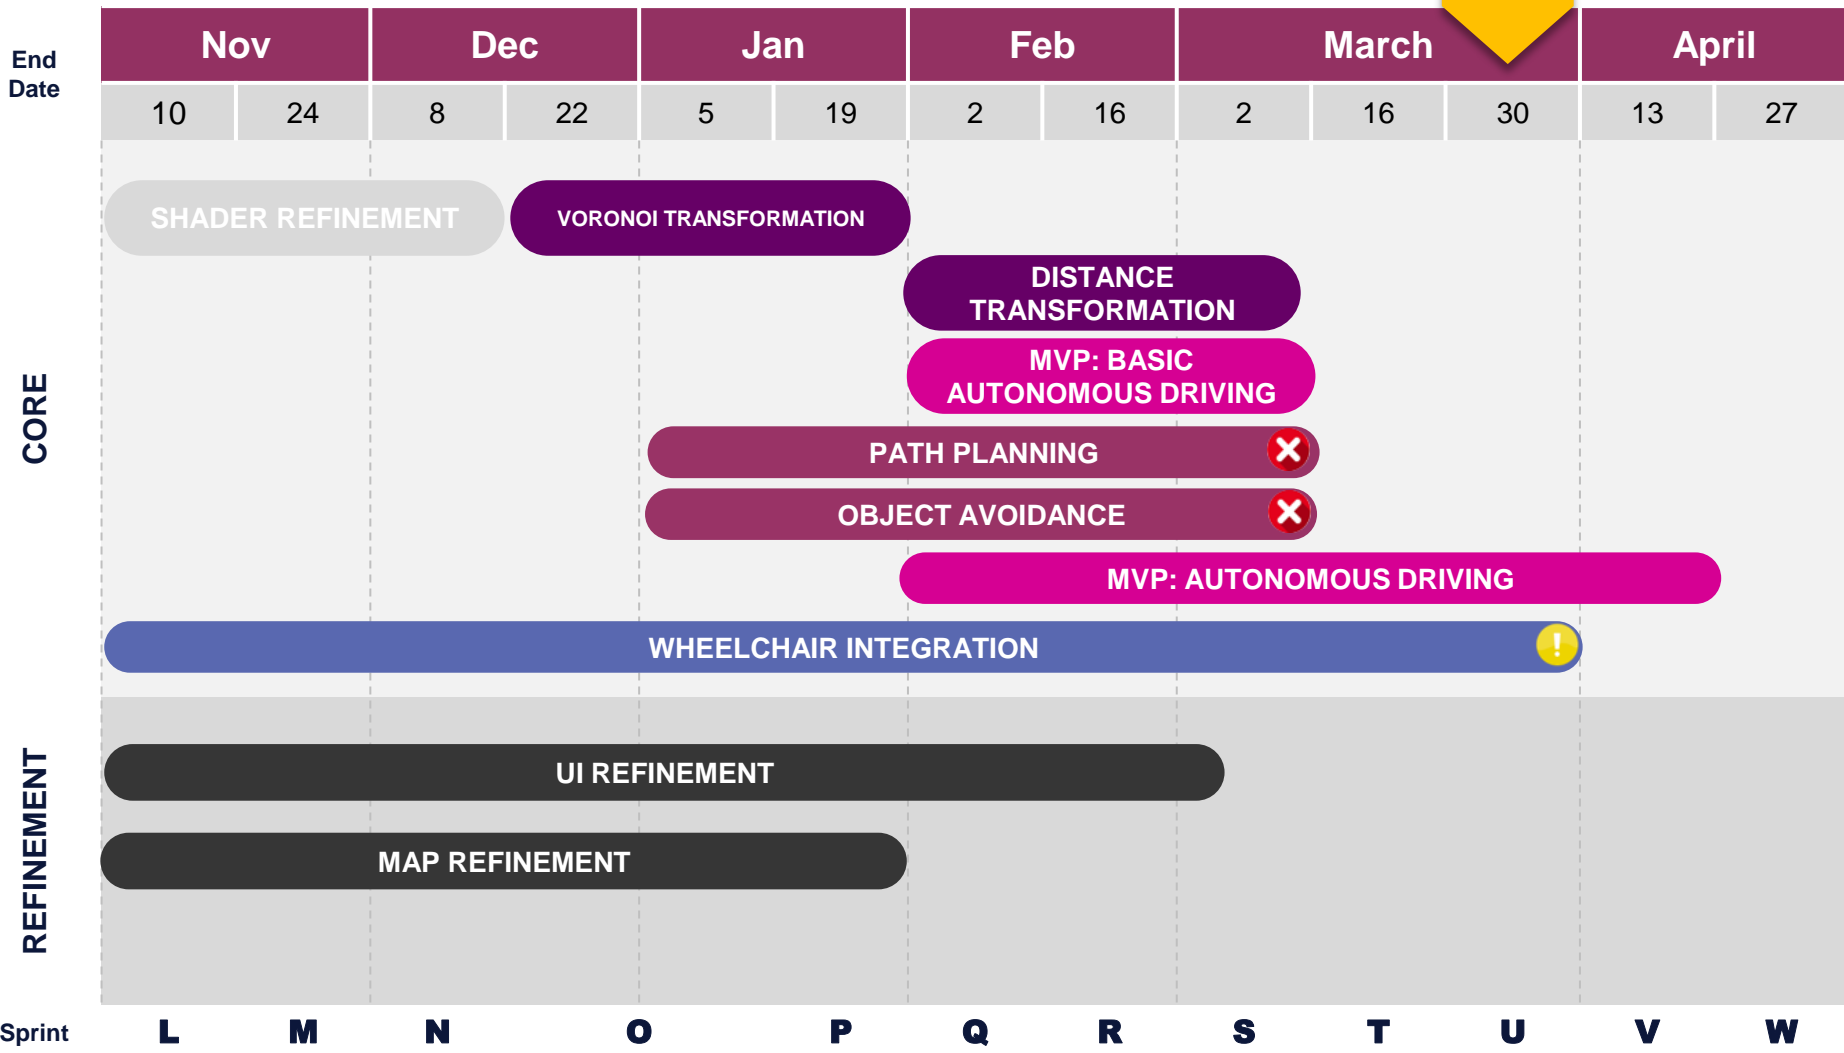 End
Date
Nov Dec Jan Feb March April
10 24 8 22 5 19 2 16 2 16 30 13 27
CORE
SHADER REFINEMENT
VORONOI TRANSFORMATION
DISTANCE
TRANSFORMATION
MVP: BASIC
AUTONOMOUS DRIVING
PATH PLANNING
OBJECT AVOIDANCE
MVP: AUTONOMOUS DRIVING
WHEELCHAIR INTEGRATION
!
REFINEMENT
UI REFINEMENT
MAP REFINEMENT
Sprint L M N O P Q R S T U V W